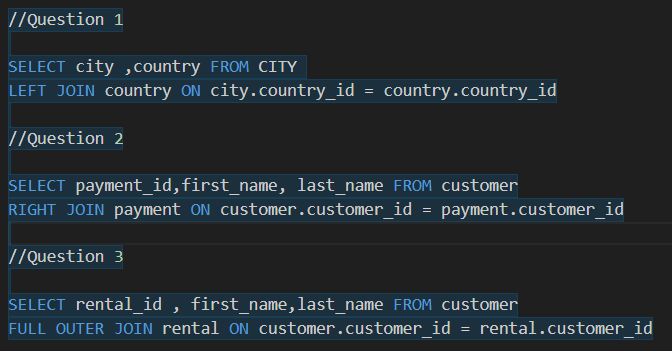 //Question 1
SELECT city ,country FROM CITY
LEFT JOIN country ON city.country_id = country.country_id
//Question 2
SELECT payment_id,first_name, last_name FROM customer
RIGHT JOIN payment ON customer.customer_id = payment.customer_id
//Question 3
SELECT rental_id , first_name,last_name FROM customer
FULL OUTER JOIN rental ON customer.customer_id = rental.customer_id